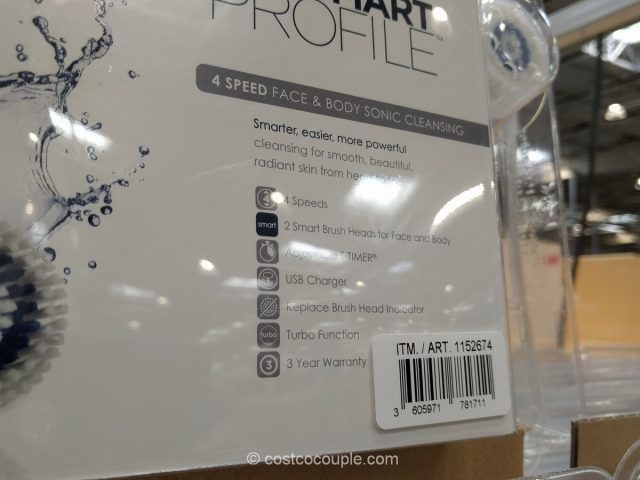 PROFILE
4 SPEED FACE & BODY SONIC CLEANSING
Smarter, easier, more powerful
cleansing for smooth, beautiful,
radiant skin from head
4 Speeds
smart 2 Smart Brush Heads for Face and Body
Adjustable T-TIMER®
USB Charger
Replace Brush Head Indicator
turbo Turbo Function
3 3 Year Warranty
ITM. / ART. 1152674
3 605971 781711
© costcocouple.com